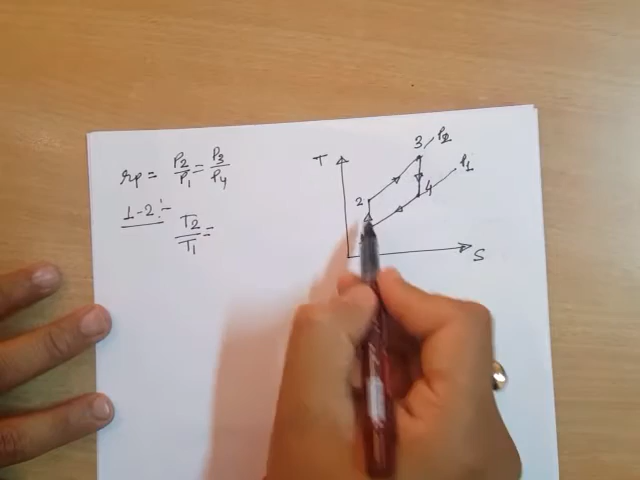 rp = P2/P1 = P3/P4
1-2:-
T2/T1 =
T
3
P2
P1
2
4
S